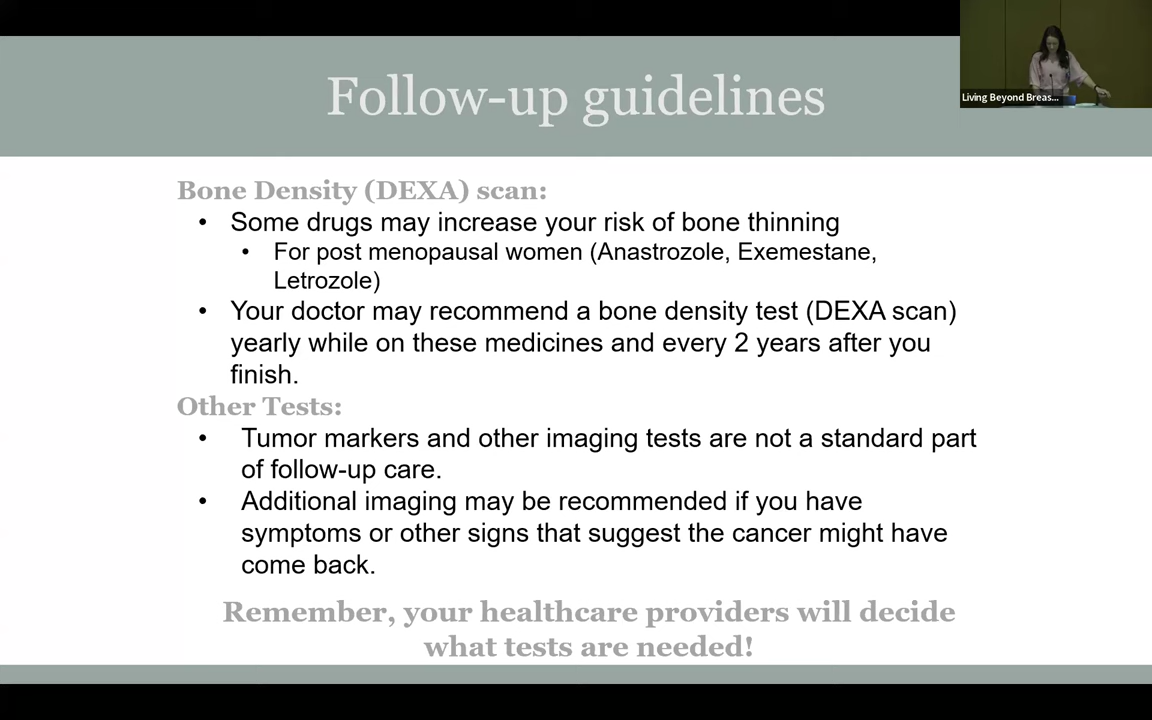 Follow-up guidelines
Living Beyond Breas...
Bone Density (DEXA) scan:
• Some drugs may increase your risk of bone thinning
• For post menopausal women (Anastrozole, Exemestane,
Letrozole)
• Your doctor may recommend a bone density test (DEXA scan)
yearly while on these medicines and every 2 years after you
finish.
Other Tests:
• Tumor markers and other imaging tests are not a standard part
of follow-up care.
• Additional imaging may be recommended if you have
symptoms or other signs that suggest the cancer might have
come back.
Remember, your healthcare providers will decide
what tests are needed!